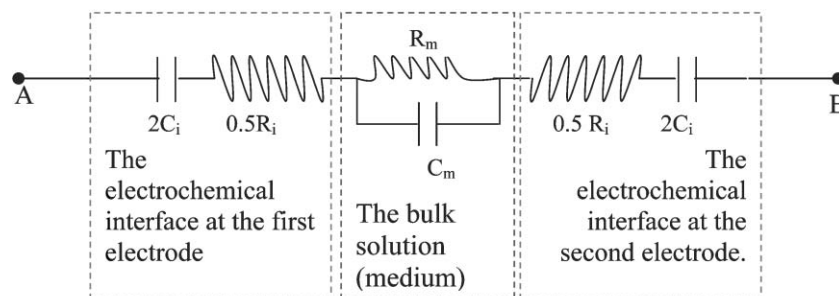 R_m
A
B
2C_i
0.5R_i
C_m
0.5 R_i
2C_i
The
electrochemical
interface at the first
electrode
The bulk
solution
(medium)
The
electrochemical
interface at the
second electrode.